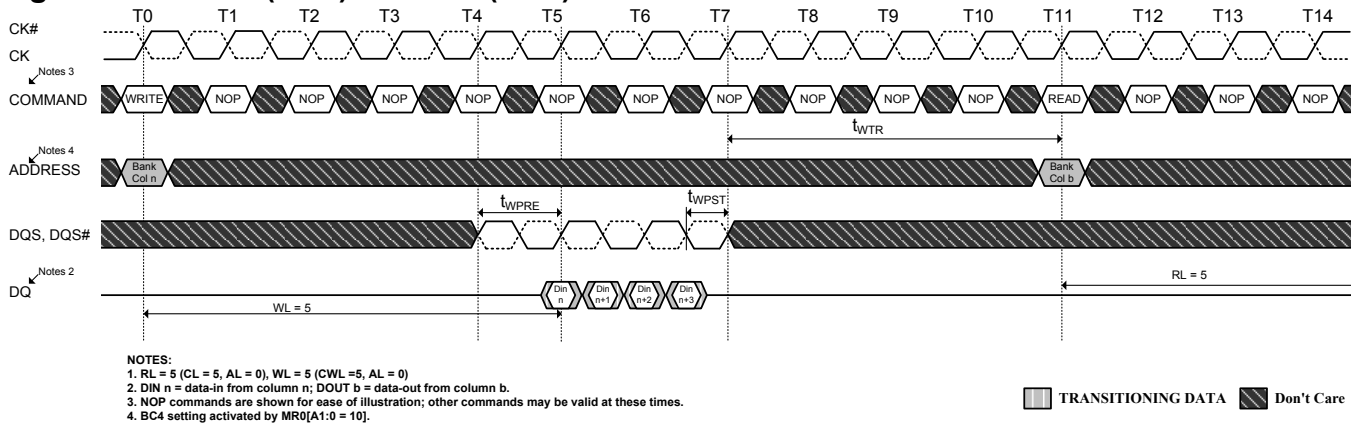 T0 T1 T2 T3 T4 T5 T6 T7 T8 T9 T10 T11 T12 T13 T14
CK#
CK
Notes 3
COMMAND WRITE NOP NOP NOP NOP NOP NOP NOP NOP NOP NOP READ NOP NOP NOP
tWTR
Notes 4
ADDRESS Bank Col n Bank Col b
tWPRE tWPST
DQS, DQS#
Notes 2
DQ Din n Din n+1 Din n+2 Din n+3
RL = 5
WL = 5
NOTES:
1. RL = 5 (CL = 5, AL = 0), WL = 5 (CWL =5, AL = 0)
2. DIN n = data-in from column n; DOUT b = data-out from column b.
3. NOP commands are shown for ease of illustration; other commands may be valid at these times.
4. BC4 setting activated by MR0[A1:0 = 10].
TRANSITIONING DATA Don't Care